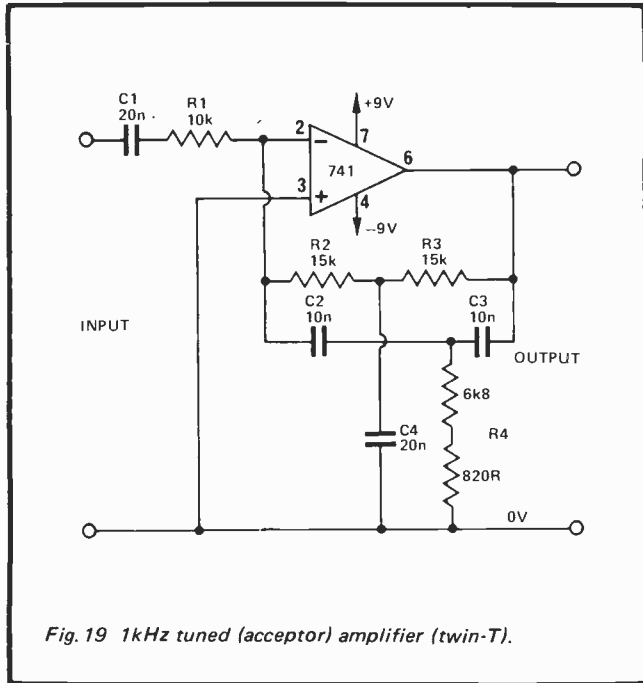 C1
20n
R1
10k
+9V
2
7
6
741
3
4
+
–9V
R2
15k
R3
15k
C2
10n
C3
10n
INPUT
OUTPUT
6k8
R4
C4
20n
820R
0V
Fig. 19 1kHz tuned (acceptor) amplifier (twin-T).